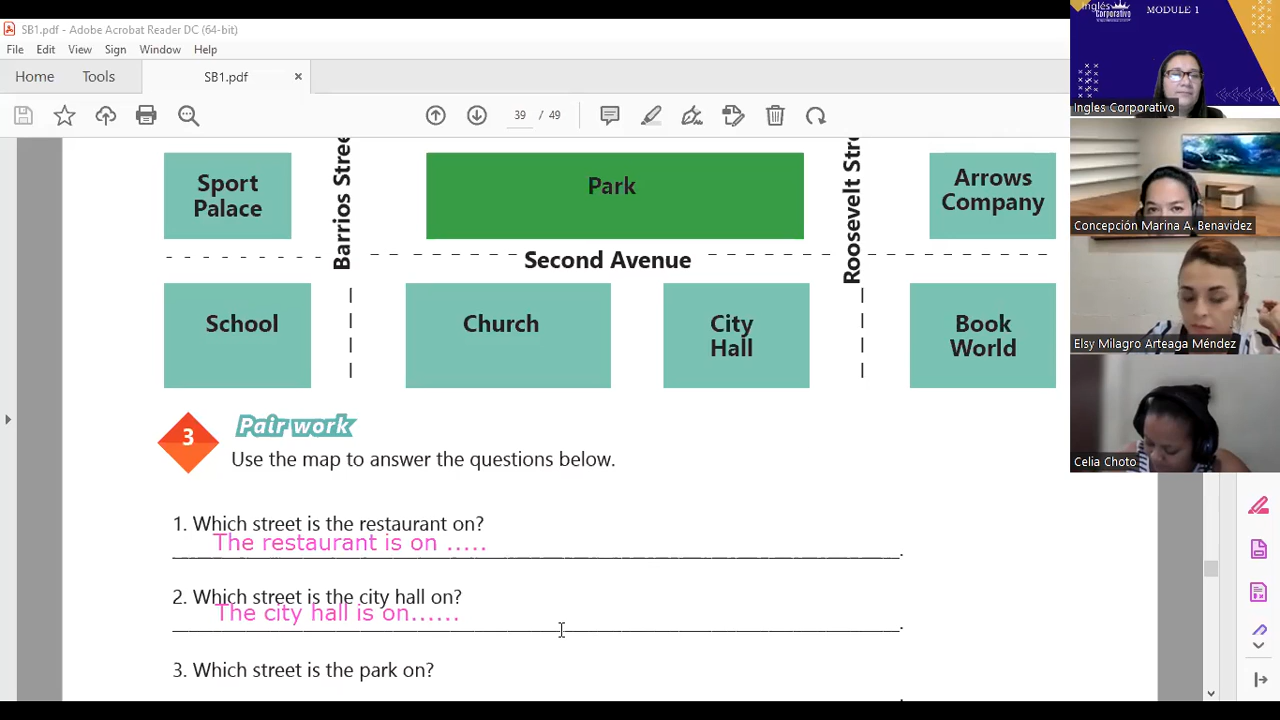 SB1.pdf - Adobe Acrobat Reader DC (64-bit)
File Edit View Sign Window Help
Home Tools SB1.pdf ×
39 / 49
Sport
Palace
Barrios Stree
Park
Roosevelt Stre
Arrows
Company
Second Avenue
School
Church
City
Hall
Book
World
3 Pair work
Use the map to answer the questions below.
1. Which street is the restaurant on?
The restaurant is on .....
2. Which street is the city hall on?
The city hall is on......
3. Which street is the park on?
Inglés
corporativo
MODULE 1
Ingles Corporativo
Concepción Marina A. Benavidez
Elsy Milagro Arteaga Méndez
Celia Choto